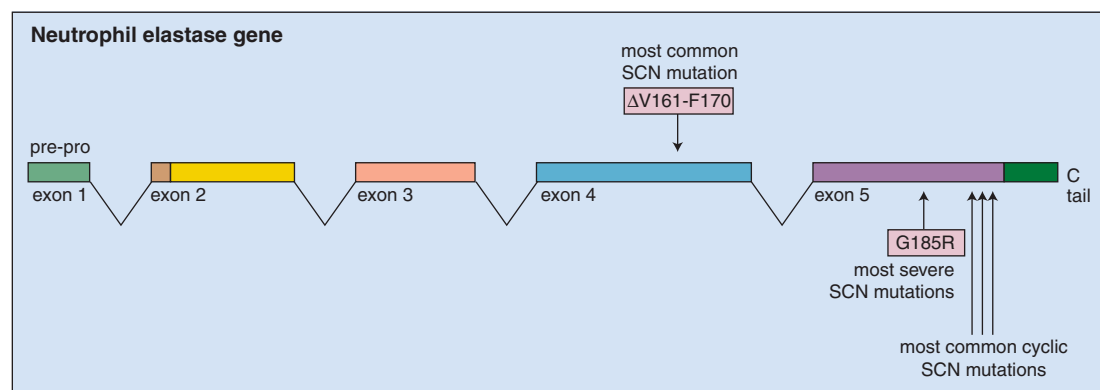 Neutrophil elastase gene
most common
SCN mutation
ΔV161-F170
pre-pro
exon 1
exon 2
exon 3
exon 4
exon 5
C
tail
G185R
most severe
SCN mutations
most common cyclic
SCN mutations